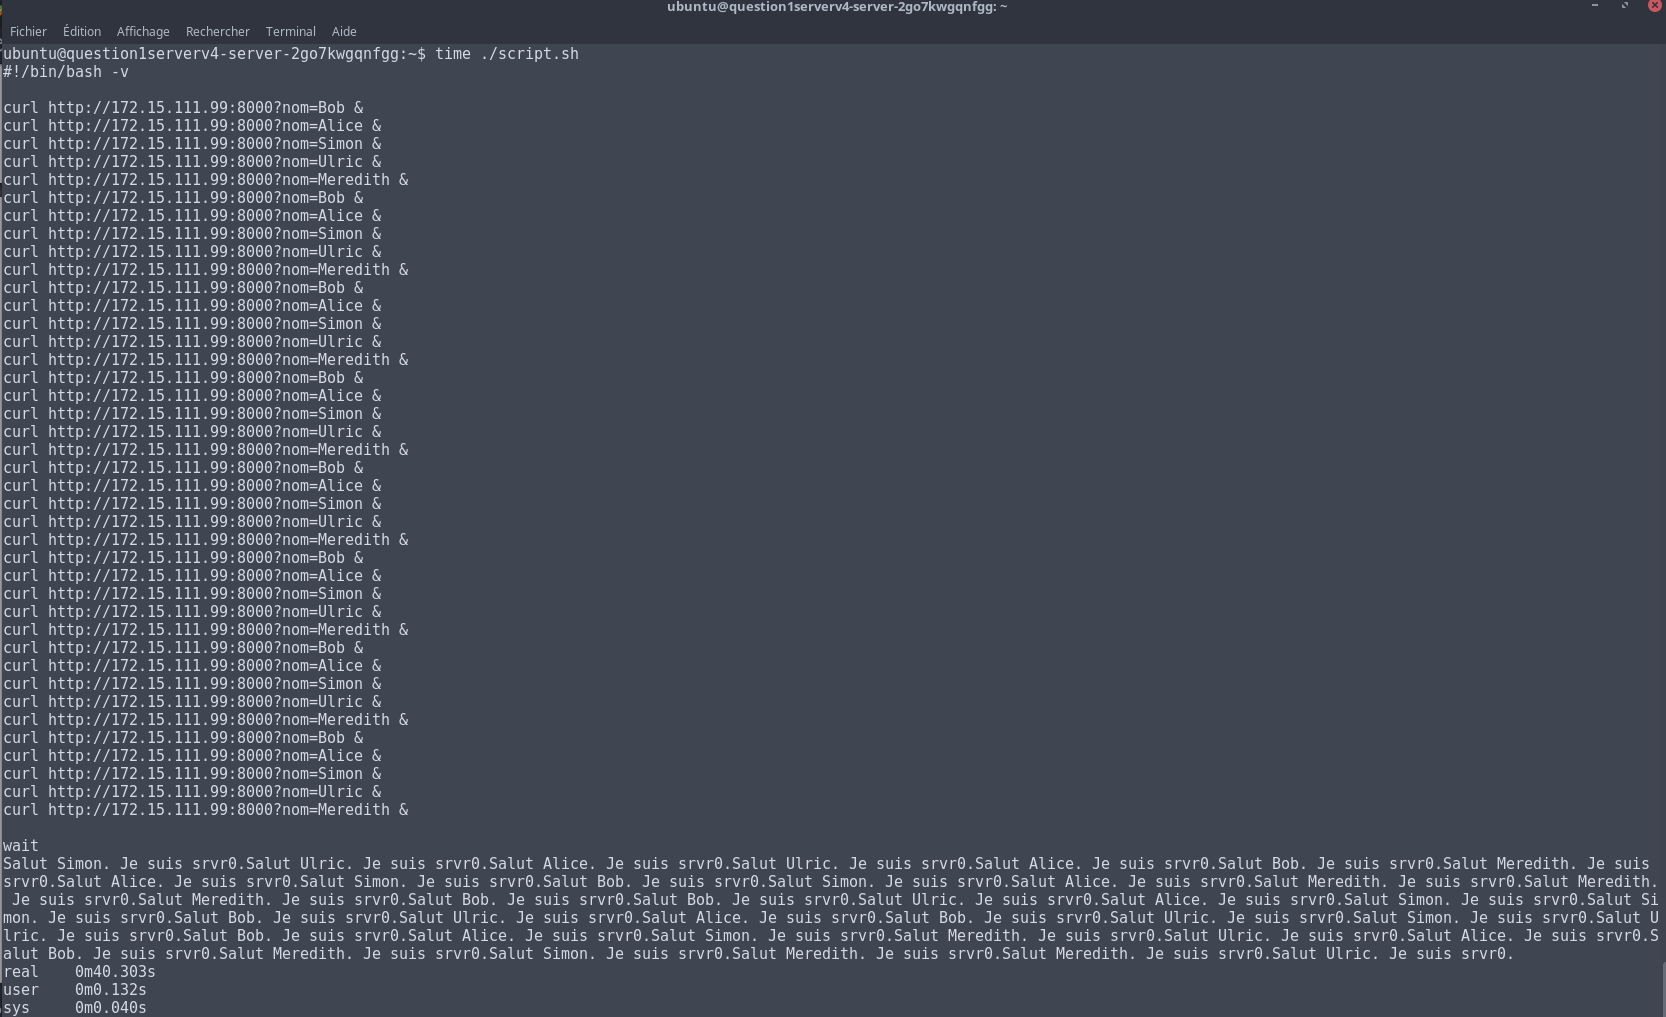 ubuntu@question1serverv4-server-2go7kwgqnfgg: ~
Fichier Édition Affichage Rechercher Terminal Aide
ubuntu@question1serverv4-server-2go7kwgqnfgg:~$ time ./script.sh
#!/bin/bash -v
curl http://172.15.111.99:8000?nom=Bob &
curl http://172.15.111.99:8000?nom=Alice &
curl http://172.15.111.99:8000?nom=Simon &
curl http://172.15.111.99:8000?nom=Ulric &
curl http://172.15.111.99:8000?nom=Meredith &
curl http://172.15.111.99:8000?nom=Bob &
curl http://172.15.111.99:8000?nom=Alice &
curl http://172.15.111.99:8000?nom=Simon &
curl http://172.15.111.99:8000?nom=Ulric &
curl http://172.15.111.99:8000?nom=Meredith &
curl http://172.15.111.99:8000?nom=Bob &
curl http://172.15.111.99:8000?nom=Alice &
curl http://172.15.111.99:8000?nom=Simon &
curl http://172.15.111.99:8000?nom=Ulric &
curl http://172.15.111.99:8000?nom=Meredith &
curl http://172.15.111.99:8000?nom=Bob &
curl http://172.15.111.99:8000?nom=Alice &
curl http://172.15.111.99:8000?nom=Simon &
curl http://172.15.111.99:8000?nom=Ulric &
curl http://172.15.111.99:8000?nom=Meredith &
curl http://172.15.111.99:8000?nom=Bob &
curl http://172.15.111.99:8000?nom=Alice &
curl http://172.15.111.99:8000?nom=Simon &
curl http://172.15.111.99:8000?nom=Ulric &
curl http://172.15.111.99:8000?nom=Meredith &
curl http://172.15.111.99:8000?nom=Bob &
curl http://172.15.111.99:8000?nom=Alice &
curl http://172.15.111.99:8000?nom=Simon &
curl http://172.15.111.99:8000?nom=Ulric &
curl http://172.15.111.99:8000?nom=Meredith &
curl http://172.15.111.99:8000?nom=Bob &
curl http://172.15.111.99:8000?nom=Alice &
curl http://172.15.111.99:8000?nom=Simon &
curl http://172.15.111.99:8000?nom=Ulric &
curl http://172.15.111.99:8000?nom=Meredith &
curl http://172.15.111.99:8000?nom=Bob &
curl http://172.15.111.99:8000?nom=Alice &
curl http://172.15.111.99:8000?nom=Simon &
curl http://172.15.111.99:8000?nom=Ulric &
curl http://172.15.111.99:8000?nom=Meredith &
wait
Salut Simon. Je suis srvr0.Salut Ulric. Je suis srvr0.Salut Alice. Je suis srvr0.Salut Ulric. Je suis srvr0.Salut Alice. Je suis srvr0.Salut Bob. Je suis srvr0.Salut Meredith. Je suis
srvr0.Salut Alice. Je suis srvr0.Salut Simon. Je suis srvr0.Salut Bob. Je suis srvr0.Salut Simon. Je suis srvr0.Salut Alice. Je suis srvr0.Salut Meredith. Je suis srvr0.Salut Meredith.
Je suis srvr0.Salut Meredith. Je suis srvr0.Salut Bob. Je suis srvr0.Salut Bob. Je suis srvr0.Salut Ulric. Je suis srvr0.Salut Alice. Je suis srvr0.Salut Simon. Je suis srvr0.Salut Si
mon. Je suis srvr0.Salut Bob. Je suis srvr0.Salut Ulric. Je suis srvr0.Salut Alice. Je suis srvr0.Salut Bob. Je suis srvr0.Salut Ulric. Je suis srvr0.Salut Simon. Je suis srvr0.Salut U
lric. Je suis srvr0.Salut Bob. Je suis srvr0.Salut Alice. Je suis srvr0.Salut Simon. Je suis srvr0.Salut Meredith. Je suis srvr0.Salut Ulric. Je suis srvr0.Salut Alice. Je suis srvr0.S
alut Bob. Je suis srvr0.Salut Meredith. Je suis srvr0.Salut Simon. Je suis srvr0.Salut Meredith. Je suis srvr0.Salut Meredith. Je suis srvr0.Salut Ulric. Je suis srvr0.
real 0m40.303s
user 0m0.132s
sys 0m0.040s